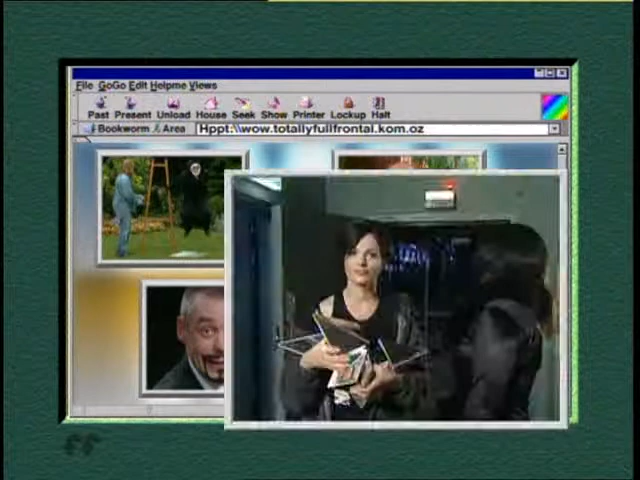 File GoGo Edit Helpme Views
Past Present Unload House Seek Show Printer Lockup Halt
Bookworm Area Hppt:\\wow.totallyfullfrontal.kom.oz